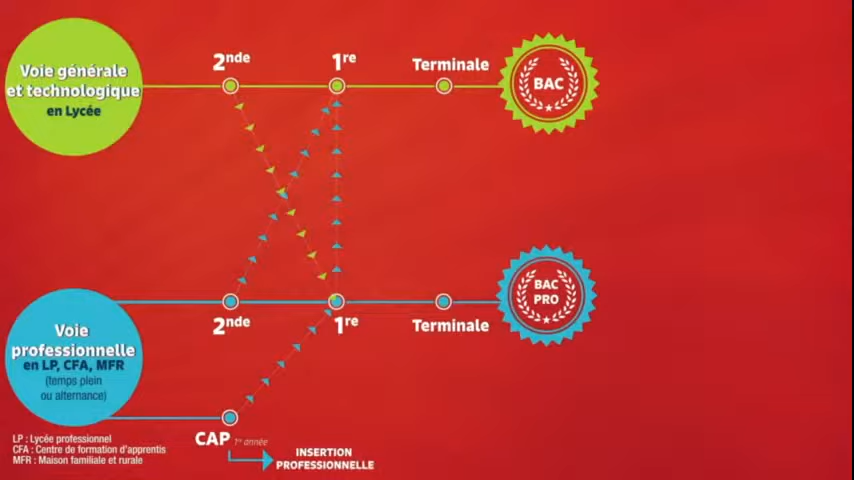 Voie générale
et technologique
en Lycée
2nde
1re
Terminale
BAC
Voie
professionnelle
en LP, CFA, MFR
(temps plein
ou alternance)
2nde
1re
Terminale
BAC
PRO
CAP 1e année
INSERTION
PROFESSIONNELLE
LP : Lycée professionnel
CFA : Centre de formation d'apprentis
MFR : Maison familiale et rurale